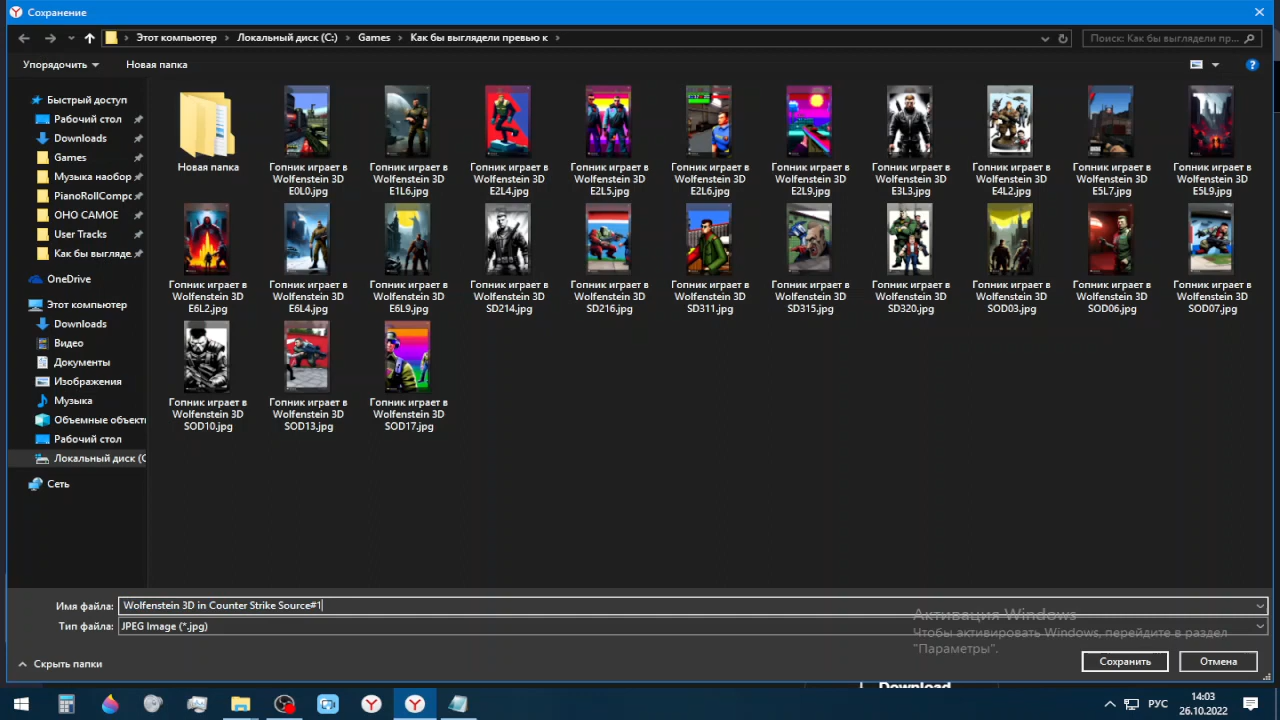 Сохранение
Этот компьютер
Локальный диск (C:)
Games
Как бы выглядели превью к
Поиск: Как бы выглядели пр...
Упорядочить
Новая папка
Быстрый доступ
Рабочий стол
Downloads
Games
Музыка набор
PianoRollCompo
ОНО САМОЕ
User Tracks
Как бы выгляде.
OneDrive
Этот компьютер
Downloads
Видео
Документы
Изображения
Музыка
Объемные объект
Рабочий стол
Локальный диск (C
Сеть
Новая папка
Гопник играет в Wolfenstein 3D E0L0.jpg
Гопник играет в Wolfenstein 3D E1L6.jpg
Гопник играет в Wolfenstein 3D E2L4.jpg
Гопник играет в Wolfenstein 3D E2L5.jpg
Гопник играет в Wolfenstein 3D E2L6.jpg
Гопник играет в Wolfenstein 3D E2L9.jpg
Гопник играет в Wolfenstein 3D E3L3.jpg
Гопник играет в Wolfenstein 3D E4L2.jpg
Гопник играет в Wolfenstein 3D E5L7.jpg
Гопник играет в Wolfenstein 3D E5L9.jpg
Гопник играет в Wolfenstein 3D E6L2.jpg
Гопник играет в Wolfenstein 3D E6L4.jpg
Гопник играет в Wolfenstein 3D E6L9.jpg
Гопник играет в Wolfenstein 3D SD214.jpg
Гопник играет в Wolfenstein 3D SD216.jpg
Гопник играет в Wolfenstein 3D SD311.jpg
Гопник играет в Wolfenstein 3D SD315.jpg
Гопник играет в Wolfenstein 3D SD320.jpg
Гопник играет в Wolfenstein 3D SOD03.jpg
Гопник играет в Wolfenstein 3D SOD06.jpg
Гопник играет в Wolfenstein 3D SOD07.jpg
Гопник играет в Wolfenstein 3D SOD10.jpg
Гопник играет в Wolfenstein 3D SOD13.jpg
Гопник играет в Wolfenstein 3D SOD17.jpg
Имя файла: Wolfenstein 3D in Counter Strike Source#1
Тип файла: JPEG Image (*.jpg)
Активация Windows
Чтобы активировать Windows, перейдите в раздел
"Параметры".
Скрыть папки
Сохранить
Отмена
Download
РУС
14:03
26.10.2022